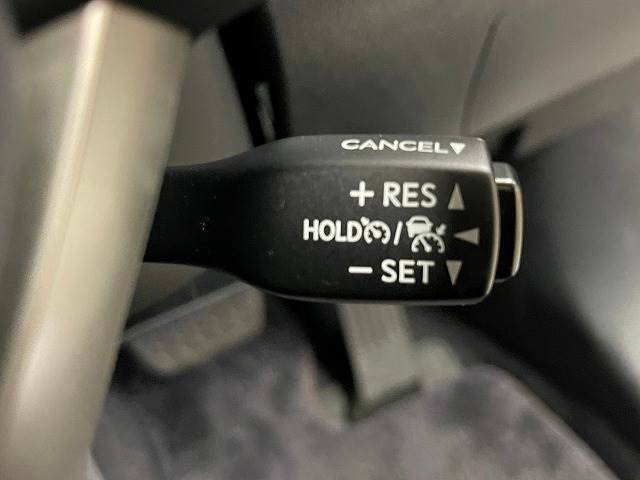 CANCEL▼
+ RES ▲
HOLD / ◀
− SET ▼